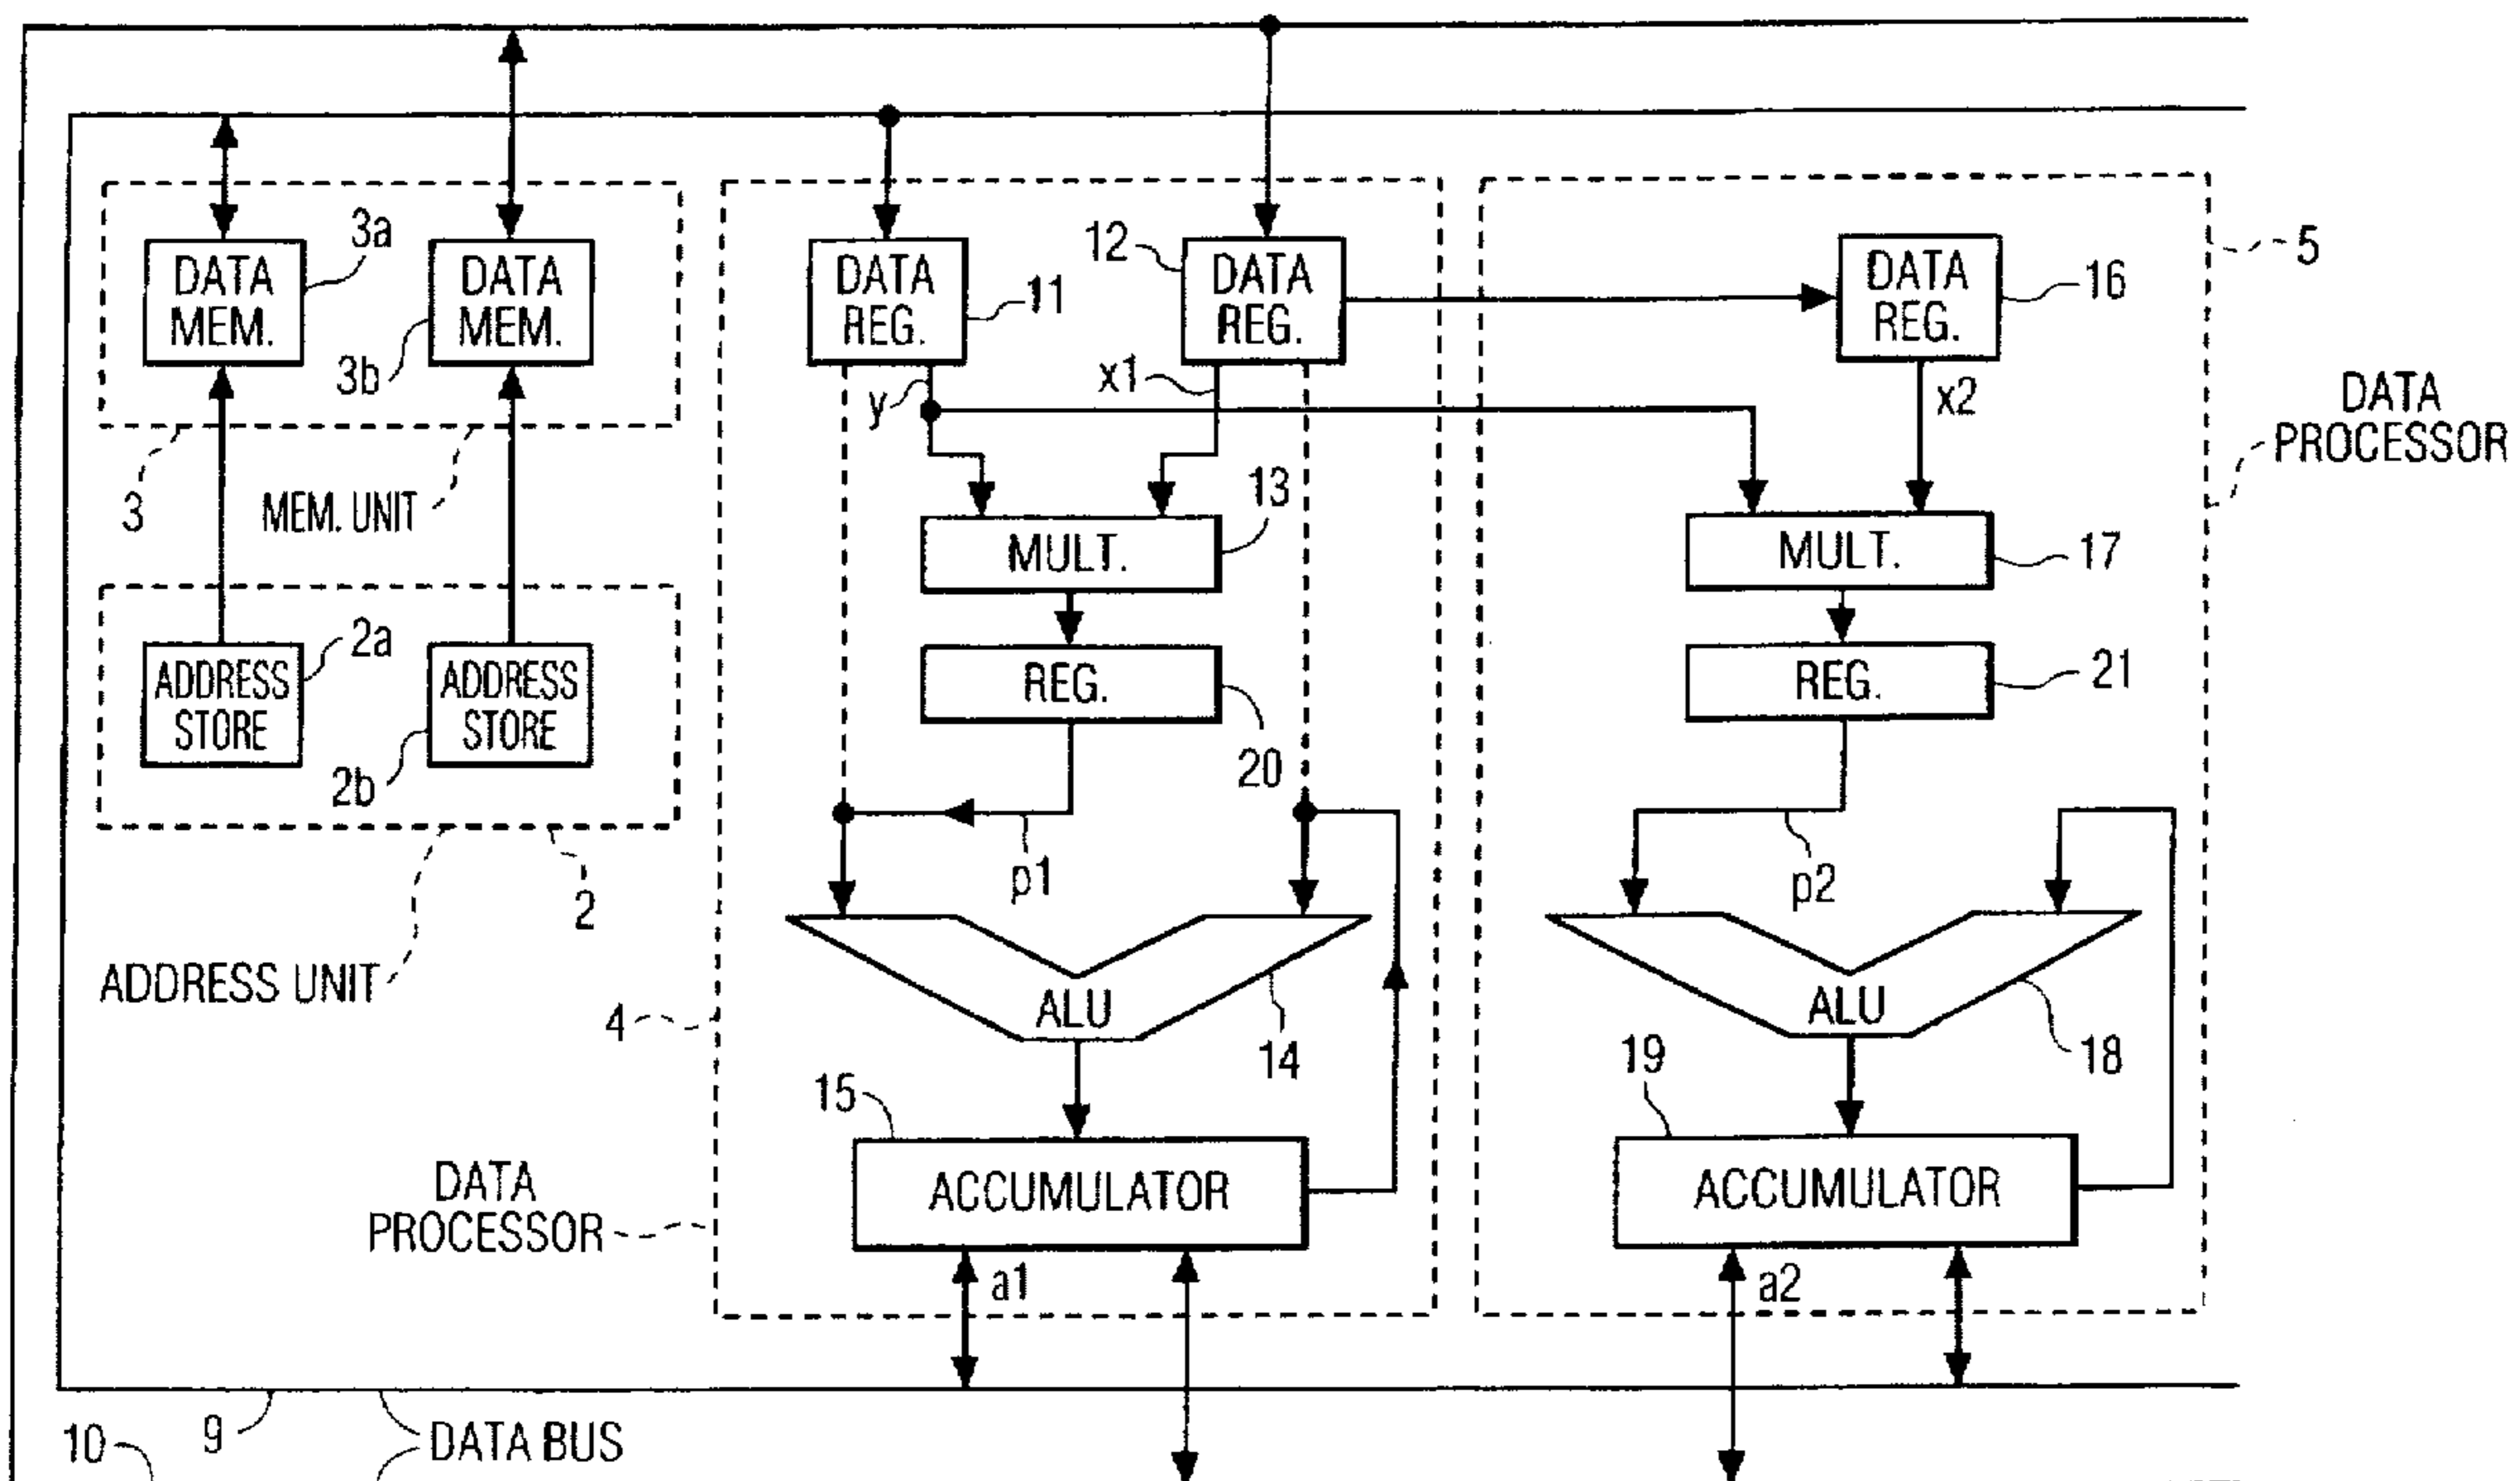 3a
DATA
MEM.
DATA
MEM.
3b
3
MEM. UNIT
2a
ADDRESS
STORE
ADDRESS
STORE
2b
2
ADDRESS UNIT
DATA
REG.
11
12
DATA
REG.
y
x1
13
MULT.
REG.
20
p1
ALU
14
4
15
ACCUMULATOR
DATA
PROCESSOR
a1
DATA
REG.
16
5
x2
DATA
PROCESSOR
MULT.
17
REG.
21
p2
ALU
18
19
ACCUMULATOR
a2
9
10
DATA BUS